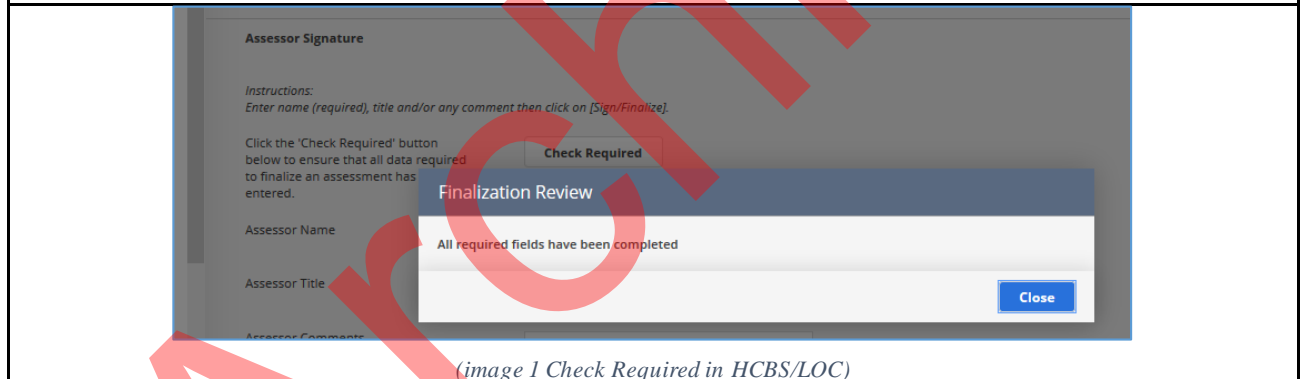 Assessor Signature
Instructions:
Enter name (required), title and/or any comment then click on [Sign/Finalize].
Click the 'Check Required' button
below to ensure that all data required
to finalize an assessment has
entered.
Check Required
Finalization Review
All required fields have been completed
Close
Assessor Name
Assessor Title
Assessor Comments
(image 1 Check Required in HCBS/LOC)